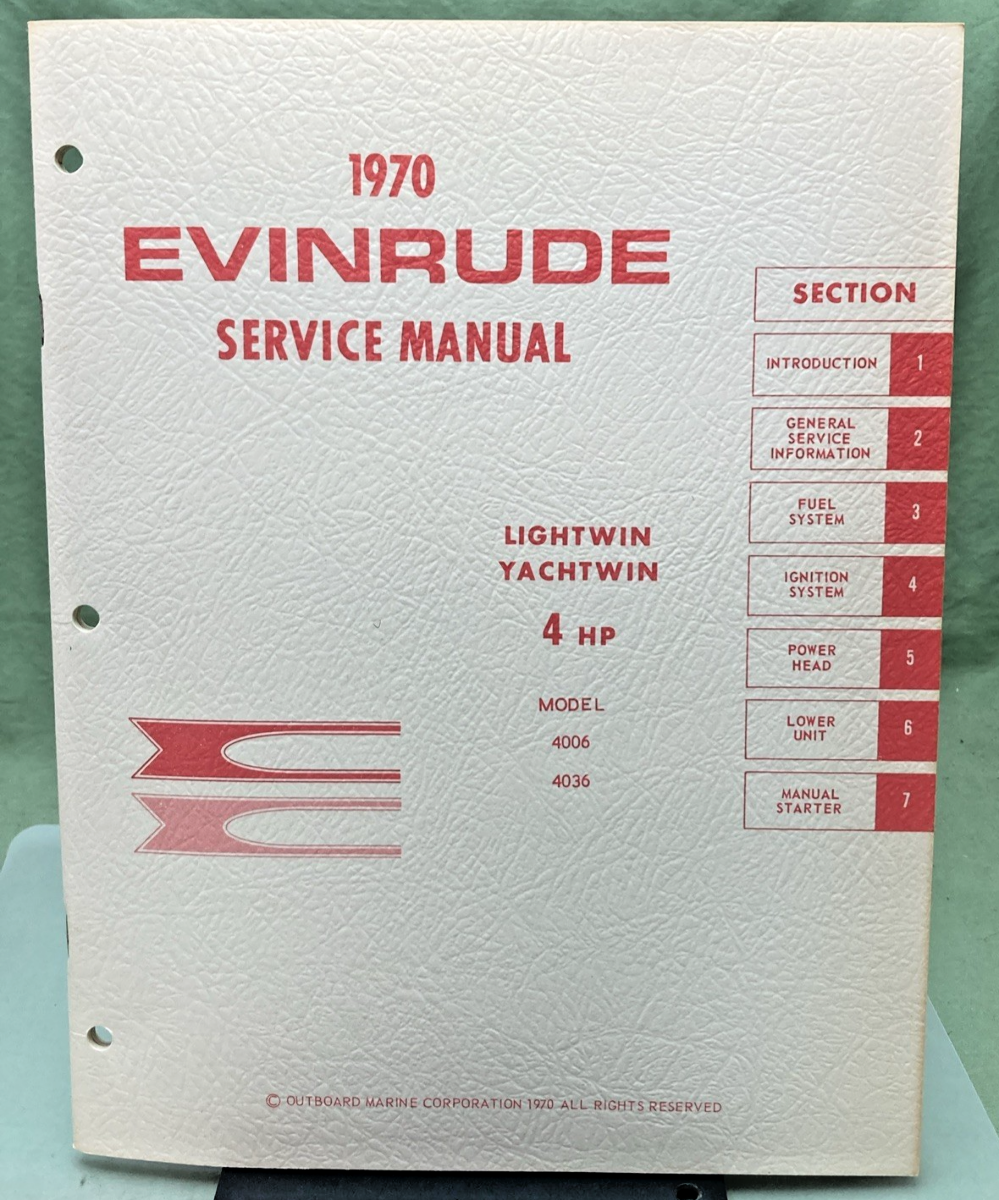 1970
EVINRUDE
SERVICE MANUAL
LIGHTWIN
YACHTWIN
4 HP
MODEL
4006
4036
SECTION
INTRODUCTION 1
GENERAL
SERVICE 2
INFORMATION
FUEL
SYSTEM 3
IGNITION
SYSTEM 4
POWER
HEAD 5
LOWER
UNIT 6
MANUAL
STARTER 7
© OUTBOARD MARINE CORPORATION 1970 ALL RIGHTS RESERVED